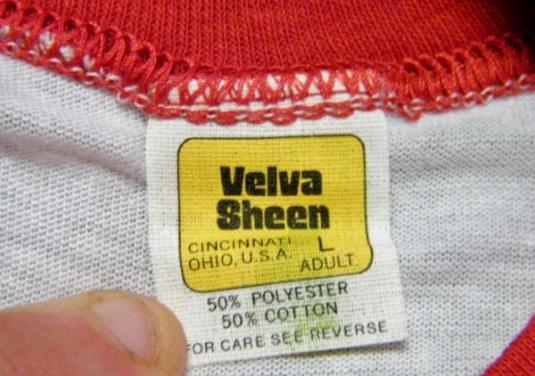 Velva
Sheen
CINCINNATI L
OHIO, U.S.A. ADULT
50% POLYESTER
50% COTTON
FOR CARE SEE REVERSE